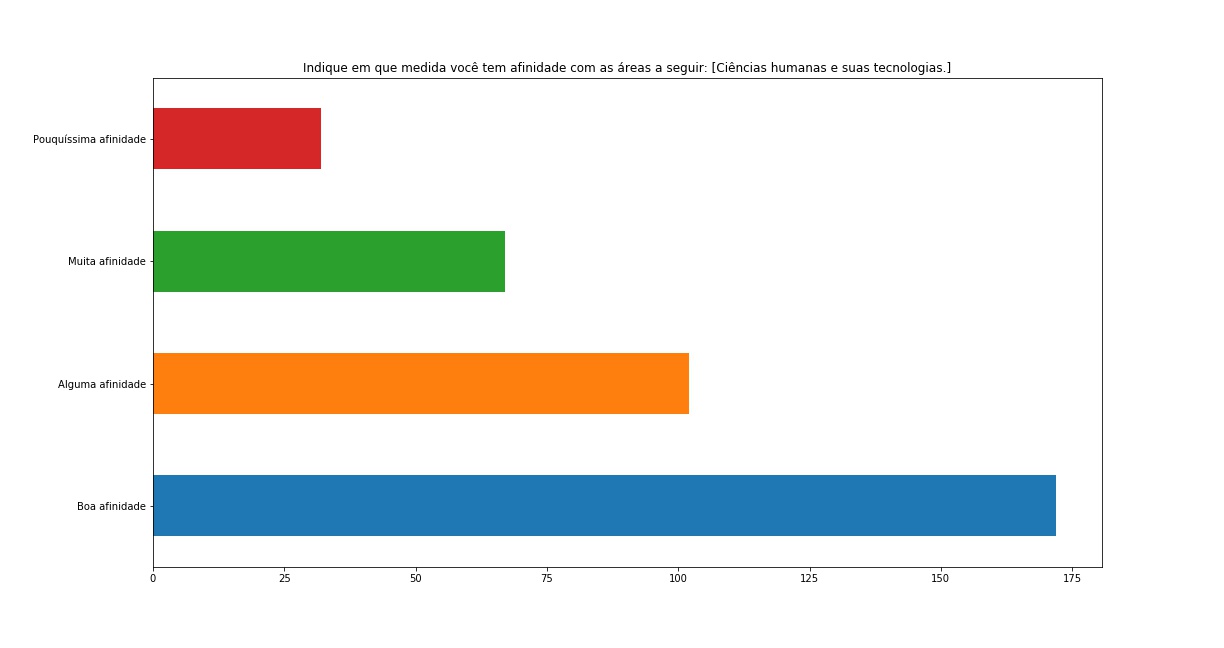 Indique em que medida você tem afinidade com as áreas a seguir: [Ciências humanas e suas tecnologias.]
Pouquíssima afinidade
Muita afinidade
Alguma afinidade
Boa afinidade
0 25 50 75 100 125 150 175